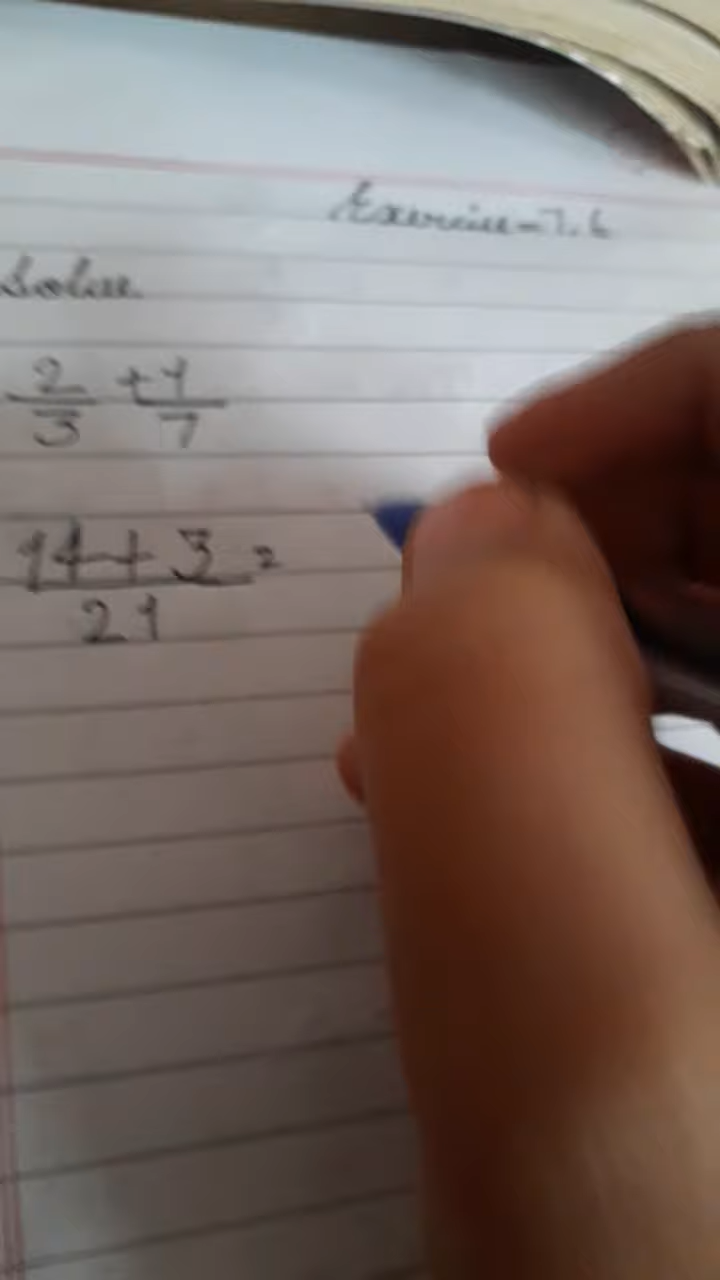 Exercise-7.6
Solve.
2/3 + 1/7
14+3/21 =